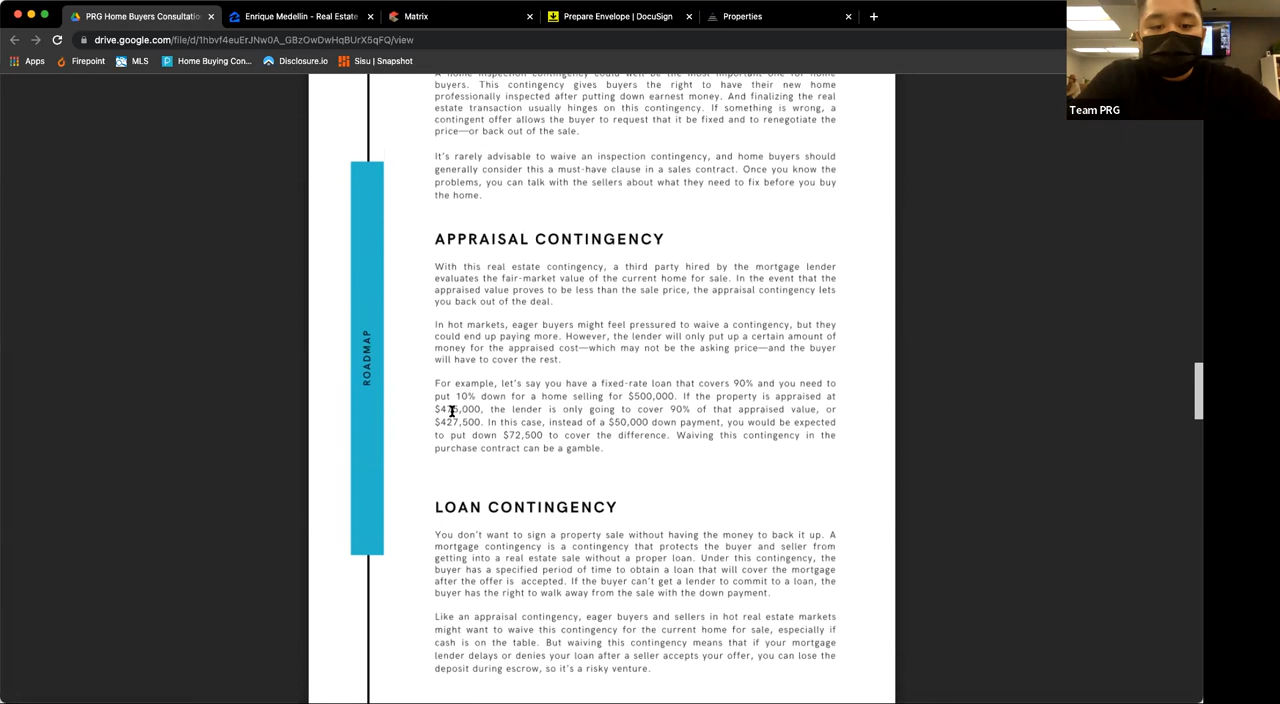 PRG Home Buyers Consultatio
Enrique Medellin - Real Estate
Matrix
Prepare Envelope | DocuSign
Properties
drive.google.com/file/d/1hbvf4euErJNw0A_GBzOwDwHqBUrX5qFQ/view
Apps Firepoint MLS Home Buying Con... Disclosure.io Sisu | Snapshot
Team PRG
A home inspection contingency could well be the most important one for home
buyers. This contingency gives buyers the right to have their new home
professionally inspected after putting down earnest money. And finalizing the real
estate transaction usually hinges on this contingency. If something is wrong, a
contingent offer allows the buyer to request that it be fixed and to renegotiate the
price—or back out of the sale.
It's rarely advisable to waive an inspection contingency, and home buyers should
generally consider this a must-have clause in a sales contract. Once you know the
problems, you can talk with the sellers about what they need to fix before you buy
the home.
ROADMAP
APPRAISAL CONTINGENCY
With this real estate contingency, a third party hired by the mortgage lender
evaluates the fair-market value of the current home for sale. In the event that the
appraised value proves to be less than the sale price, the appraisal contingency lets
you back out of the deal.
In hot markets, eager buyers might feel pressured to waive a contingency, but they
could end up paying more. However, the lender will only put up a certain amount of
money for the appraised cost—which may not be the asking price—and the buyer
will have to cover the rest.
For example, let's say you have a fixed-rate loan that covers 90% and you need to
put 10% down for a home selling for $500,000. If the property is appraised at
$475,000, the lender is only going to cover 90% of that appraised value, or
$427,500. In this case, instead of a $50,000 down payment, you would be expected
to put down $72,500 to cover the difference. Waiving this contingency in the
purchase contract can be a gamble.
LOAN CONTINGENCY
You don't want to sign a property sale without having the money to back it up. A
mortgage contingency is a contingency that protects the buyer and seller from
getting into a real estate sale without a proper loan. Under this contingency, the
buyer has a specified period of time to obtain a loan that will cover the mortgage
after the offer is accepted. If the buyer can't get a lender to commit to a loan, the
buyer has the right to walk away from the sale with the down payment.
Like an appraisal contingency, eager buyers and sellers in hot real estate markets
might want to waive this contingency for the current home for sale, especially if
cash is on the table. But waiving this contingency means that if your mortgage
lender delays or denies your loan after a seller accepts your offer, you can lose the
deposit during escrow, so it's a risky venture.